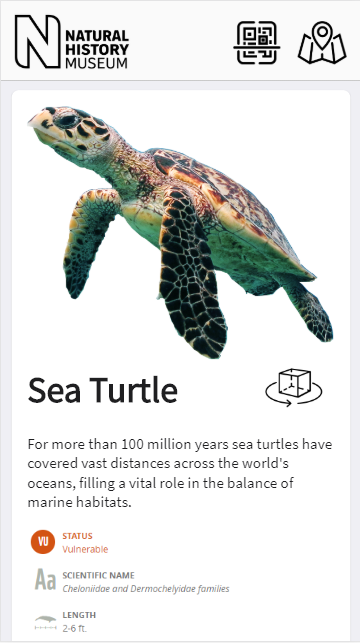 NATURAL
HISTORY
MUSEUM
Sea Turtle
For more than 100 million years sea turtles have
covered vast distances across the world's
oceans, filling a vital role in the balance of
marine habitats.
VU
STATUS
Vulnerable
Aa
SCIENTIFIC NAME
Cheloniidae and Dermochelyidae families
LENGTH
2-6 ft.